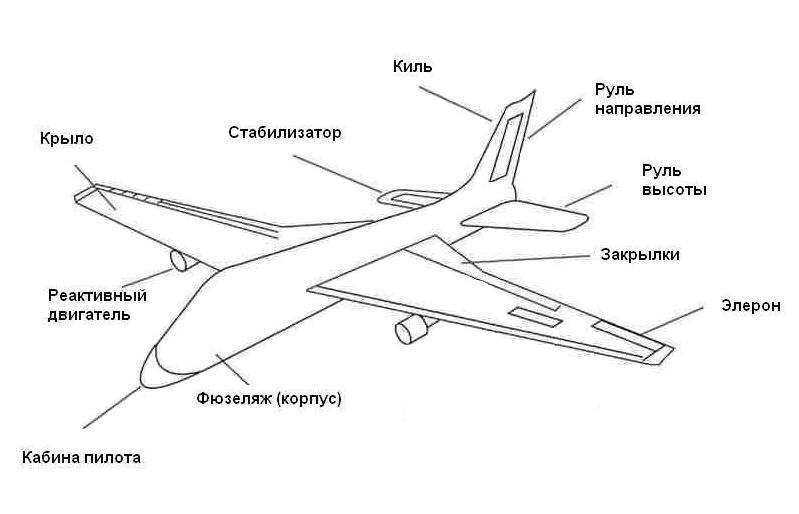 Киль
Руль
направления
Стабилизатор
Крыло
Руль
высоты
Закрылки
Реактивный
двигатель
Элерон
Фюзеляж (корпус)
Кабина пилота